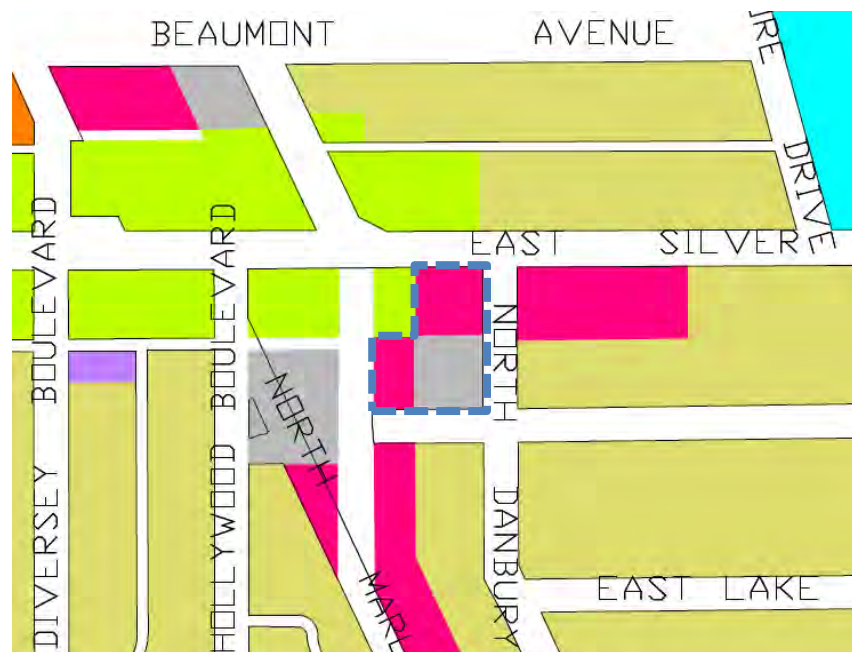 BEAUMONT AVENUE
DRIVE
EAST SILVER
DIVERSEY BOULEVARD
HOLLYWOOD BOULEVARD
NORTH
NORTH DANBURY
EAST LAKE